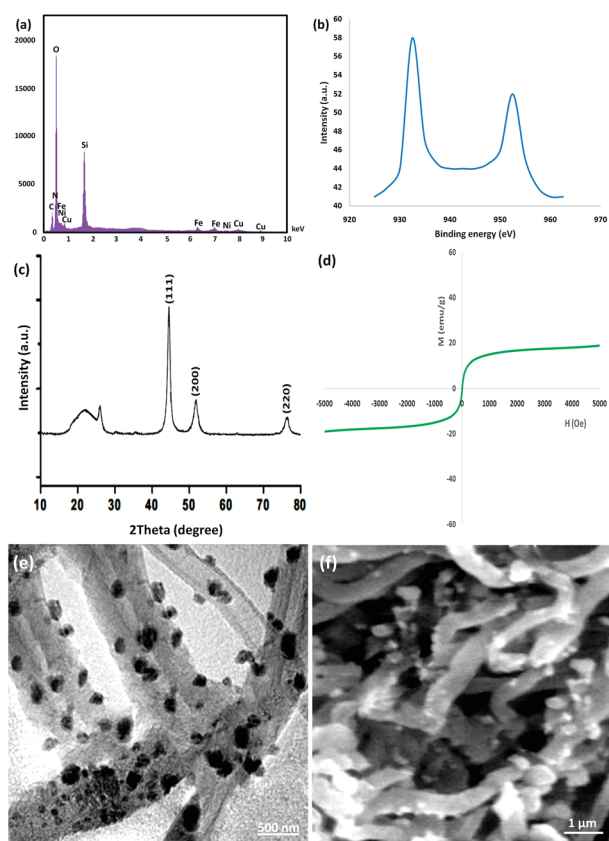 (a)
20000
15000
10000
5000
0
O
Si
N
C
Fe
Ni
Cu
Fe
Fe
Ni
Cu
Cu
0 1 2 3 4 5 6 7 8 9 10
keV
(b)
Intensity (a.u.)
60
58
56
54
52
50
48
46
44
42
40
920 930 940 950 960 970
Binding energy (eV)
(c)
Intensity (a.u.)
(111)
(200)
(220)
10 20 30 40 50 60 70 80
2Theta (degree)
(d)
M (emu/g)
60
40
20
0
-20
-40
-60
-5000 -4000 -3000 -2000 -1000 0 1000 2000 3000 4000 5000
H (Oe)
(e)
500 nm
(f)
1 µm